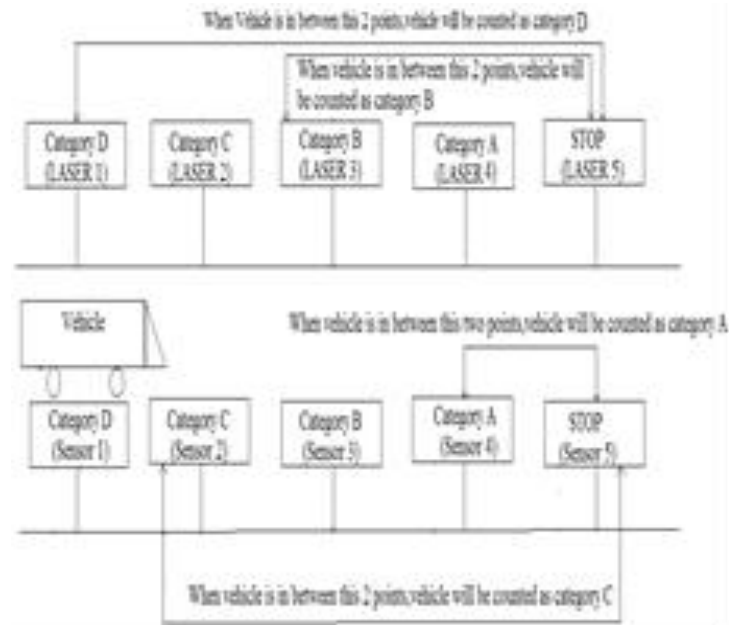 When Vehicle is in between this 2 points,vehicle will be counted as category D
When vehicle is in between this 2 points,vehicle will
be counted as category B
Category D
(LASER 1)
Category C
(LASER 2)
Category B
(LASER 3)
Category A
(LASER 4)
STOP
(LASER 5)
Vehicle
When vehicle is in between this two points,vehicle will be counted as category A
Category D
(Sensor 1)
Category C
(Sensor 2)
Category B
(Sensor 3)
Category A
(Sensor 4)
STOP
(Sensor 5)
When vehicle is in between this 2 points,vehicle will be counted as category C